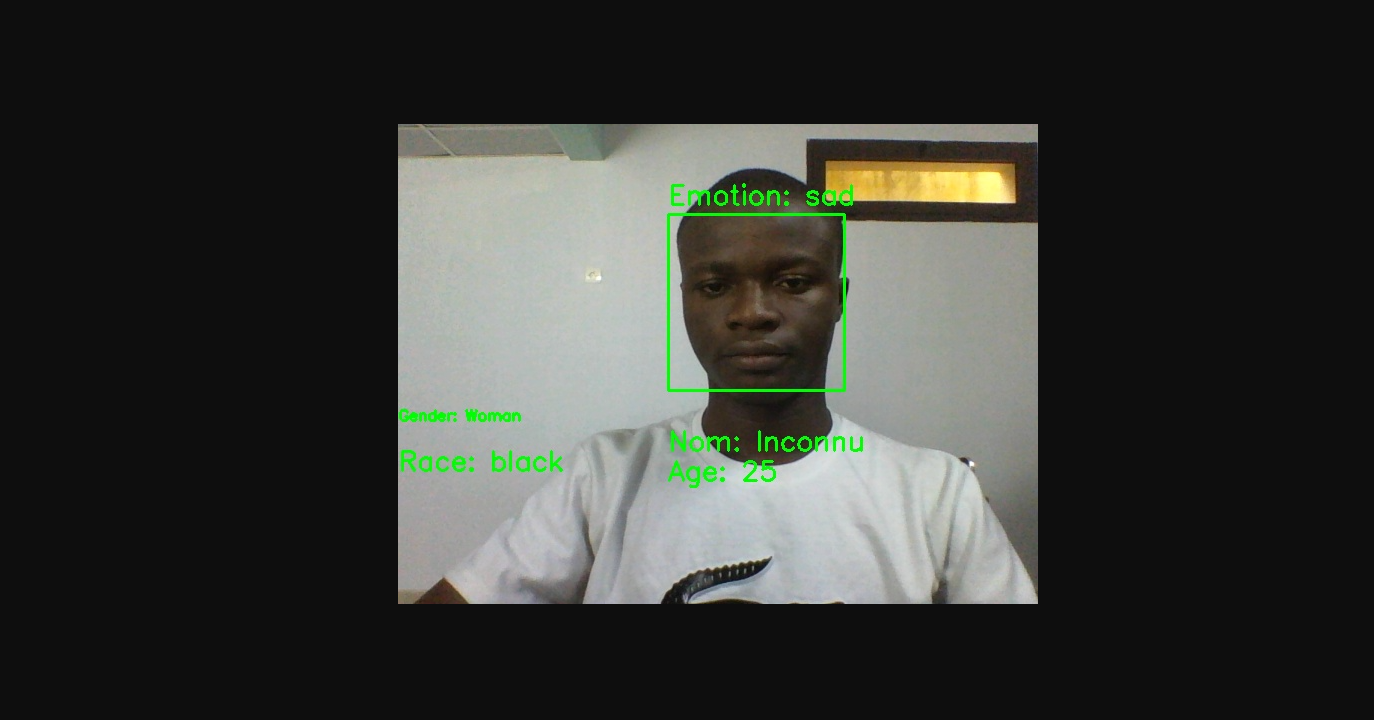 Emotion: sad
Gender: Woman
Race: black
Nom: Inconnu
Age: 25